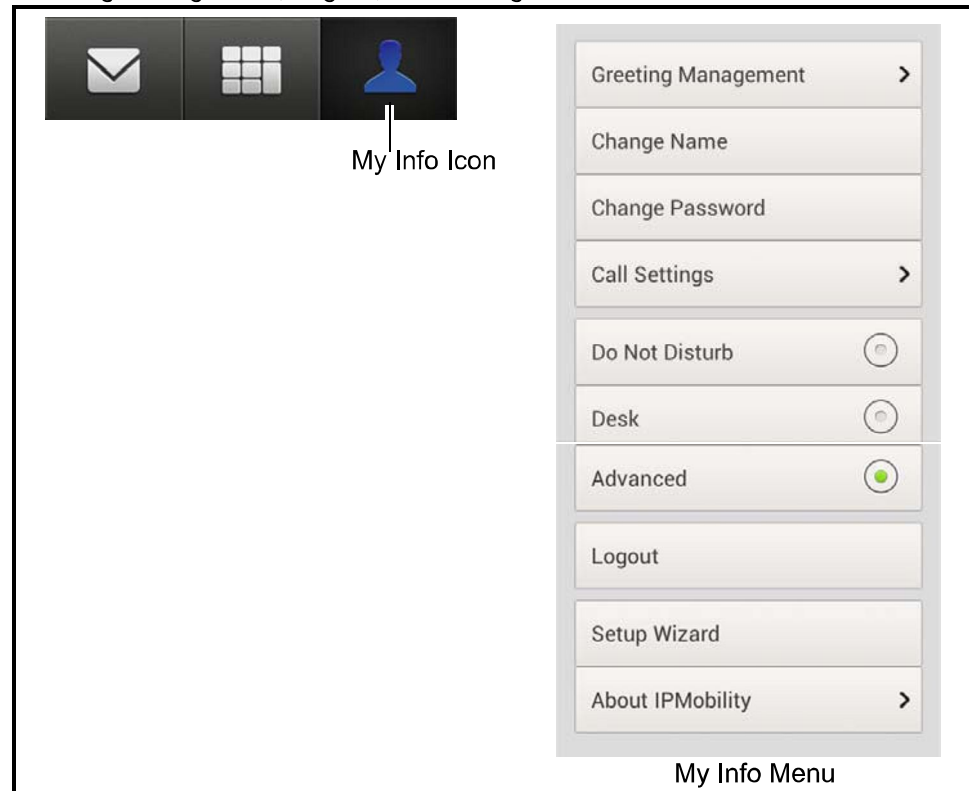 My Info Icon
Greeting Management
Change Name
Change Password
Call Settings
Do Not Disturb
Desk
Advanced
Logout
Setup Wizard
About IPMobility
My Info Menu